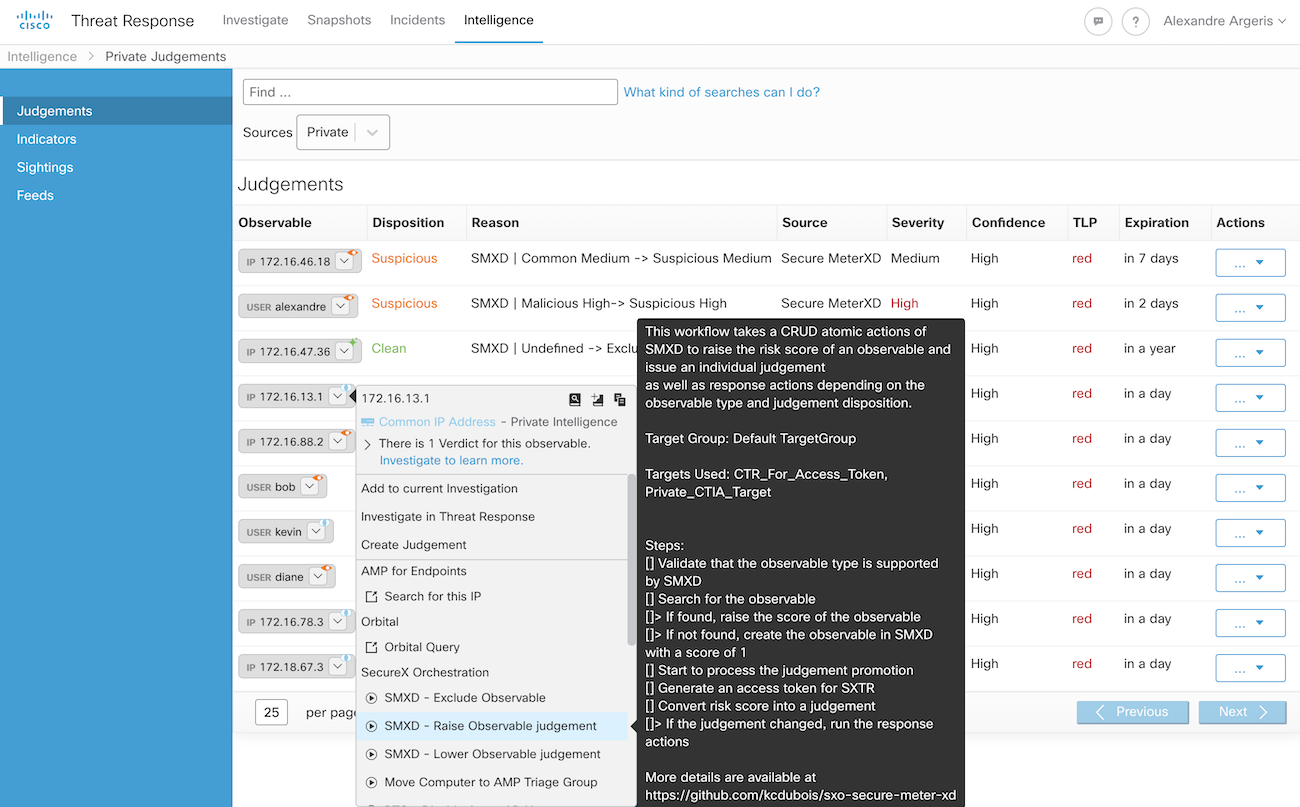 CISCO Threat Response Investigate Snapshots Incidents Intelligence ? Alexandre Argeris
Intelligence > Private Judgements
Judgements
Indicators
Sightings
Feeds
Find ... What kind of searches can I do?
Sources Private
Judgements
Observable Disposition Reason Source Severity Confidence TLP Expiration Actions
IP 172.16.46.18 Suspicious SMXD | Common Medium -> Suspicious Medium Secure MeterXD Medium High red in 7 days ...
USER alexandre Suspicious SMXD | Malicious High-> Suspicious High Secure MeterXD High High red in 2 days ...
IP 172.16.47.36 Clean SMXD | Undefined -> Exclu High red in a year ...
IP 172.16.13.1 High red in a day ...
IP 172.16.88.2 High red in a day ...
USER bob High red in a day ...
USER kevin High red in a day ...
USER diane High red in a day ...
IP 172.16.78.3 High red in a day ...
IP 172.18.67.3 High red in a day ...
25 per page Previous Next
172.16.13.1
Common IP Address - Private Intelligence
There is 1 Verdict for this observable.
Investigate to learn more.
Add to current Investigation
Investigate in Threat Response
Create Judgement
AMP for Endpoints
Search for this IP
Orbital
Orbital Query
SecureX Orchestration
SMXD - Exclude Observable
SMXD - Raise Observable judgement
SMXD - Lower Observable judgement
Move Computer to AMP Triage Group
This workflow takes a CRUD atomic actions of
SMXD to raise the risk score of an observable and
issue an individual judgement
as well as response actions depending on the
observable type and judgement disposition.
Target Group: Default TargetGroup
Targets Used: CTR_For_Access_Token,
Private_CTIA_Target
Steps:
[] Validate that the observable type is supported
by SMXD
[] Search for the observable
[]> If found, raise the score of the observable
[]> If not found, create the observable in SMXD
with a score of 1
[] Start to process the judgement promotion
[] Generate an access token for SXTR
[] Convert risk score into a judgement
[]> If the judgement changed, run the response
actions
More details are available at
https://github.com/kcdubois/sxo-secure-meter-xd